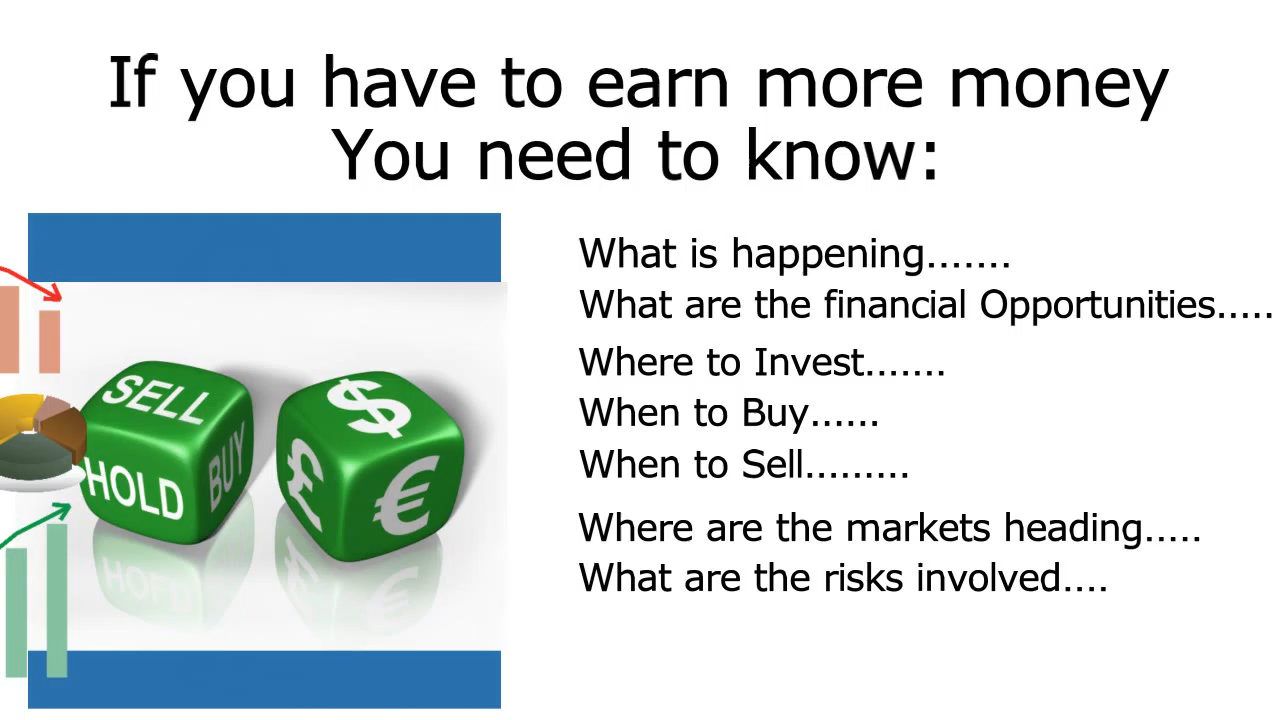 If you have to earn more money
You need to know:
What is happening.......
What are the financial Opportunities.....
Where to Invest.......
When to Buy......
When to Sell.........
Where are the markets heading.....
What are the risks involved....
SELL
HOLD
BUY
$
£
€